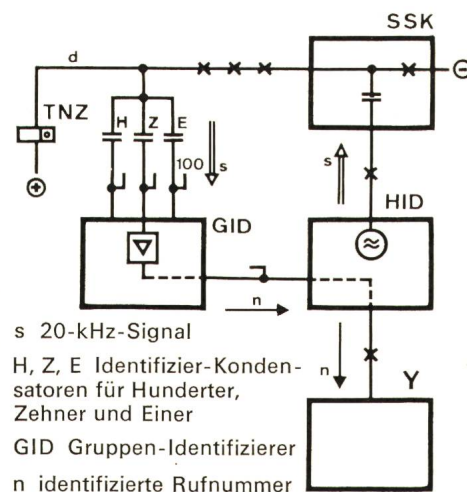 SSK
d
TNZ
H Z E
100 s
s
GID
HID
n
n
Y
s 20-kHz-Signal
H, Z, E Identifizier-Konden-
satoren für Hunderter,
Zehner und Einer
GID Gruppen-Identifizierer
n identifizierte Rufnummer